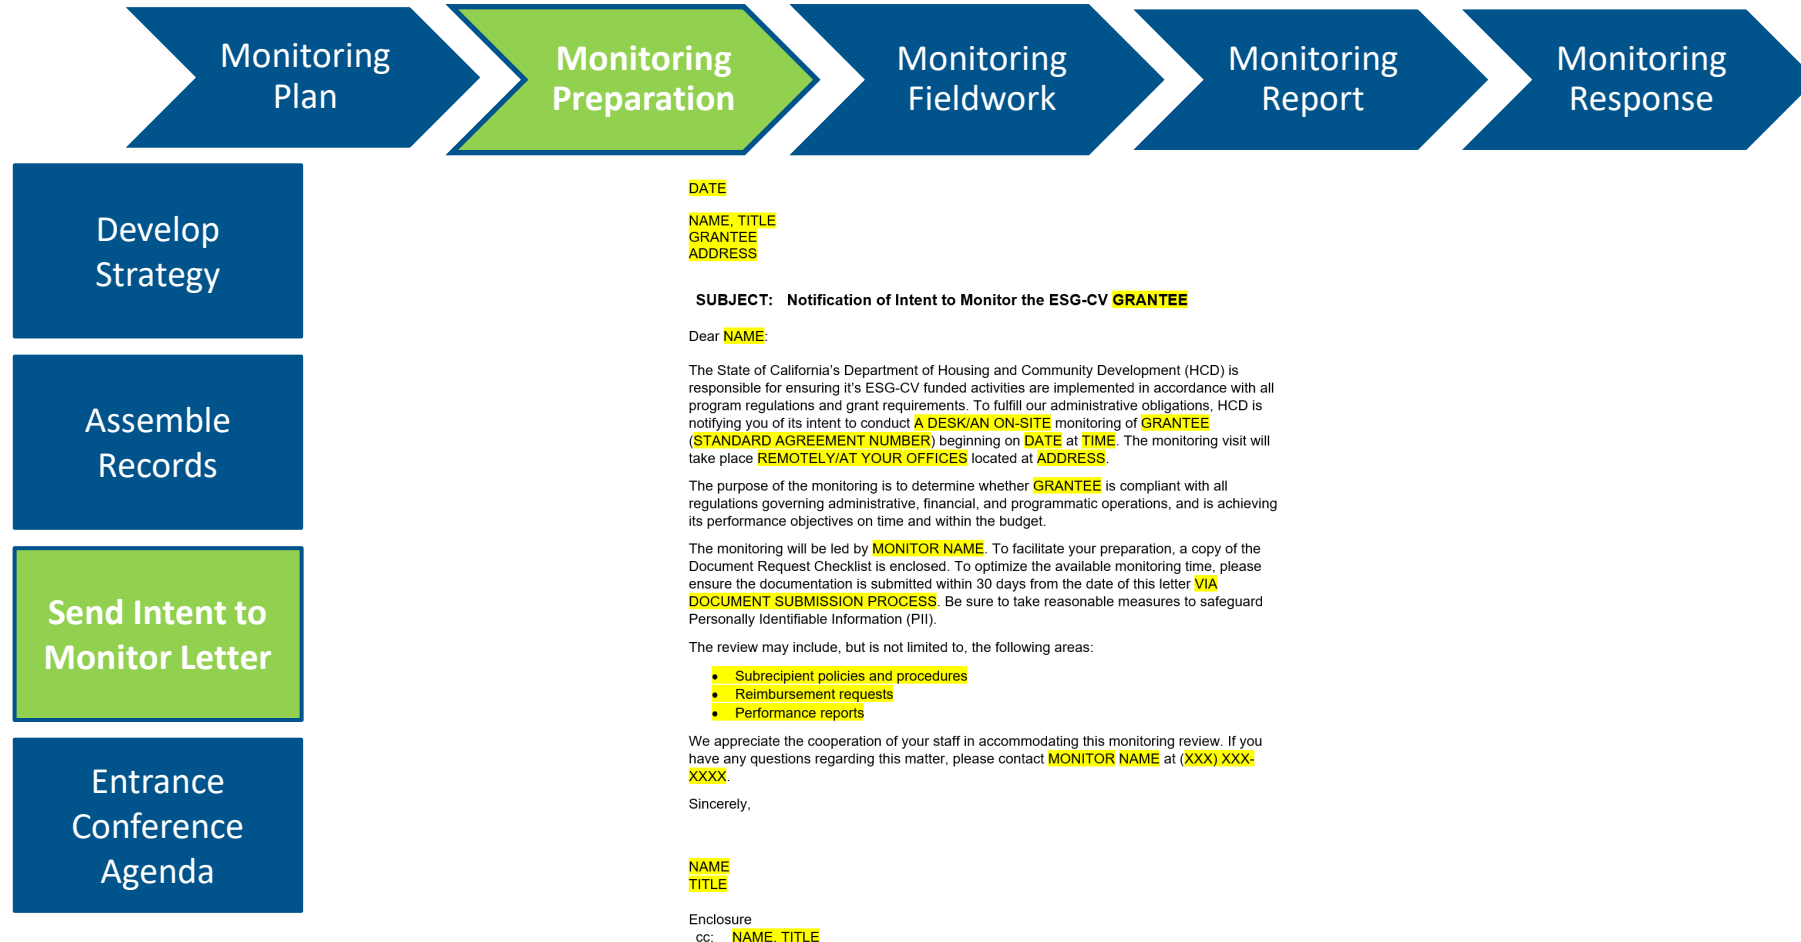 Monitoring
Plan
Monitoring
Preparation
Monitoring
Fieldwork
Monitoring
Report
Monitoring
Response
Develop
Strategy
Assemble
Records
Send Intent to
Monitor Letter
Entrance
Conference
Agenda
DATE
NAME, TITLE
GRANTEE
ADDRESS
SUBJECT: Notification of Intent to Monitor the ESG-CV GRANTEE
Dear NAME:
The State of California's Department of Housing and Community Development (HCD) is
responsible for ensuring it's ESG-CV funded activities are implemented in accordance with all
program regulations and grant requirements. To fulfill our administrative obligations, HCD is
notifying you of its intent to conduct A DESK/AN ON-SITE monitoring of GRANTEE
(STANDARD AGREEMENT NUMBER) beginning on DATE at TIME. The monitoring visit will
take place REMOTELY/AT YOUR OFFICES located at ADDRESS.
The purpose of the monitoring is to determine whether GRANTEE is compliant with all
regulations governing administrative, financial, and programmatic operations, and is achieving
its performance objectives on time and within the budget.
The monitoring will be led by MONITOR NAME. To facilitate your preparation, a copy of the
Document Request Checklist is enclosed. To optimize the available monitoring time, please
ensure the documentation is submitted within 30 days from the date of this letter VIA
DOCUMENT SUBMISSION PROCESS. Be sure to take reasonable measures to safeguard
Personally Identifiable Information (PII).
The review may include, but is not limited to, the following areas:
• Subrecipient policies and procedures
• Reimbursement requests
• Performance reports
We appreciate the cooperation of your staff in accommodating this monitoring review. If you
have any questions regarding this matter, please contact MONITOR NAME at (XXX) XXX-
XXXX.
Sincerely,
NAME
TITLE
Enclosure
cc: NAME, TITLE